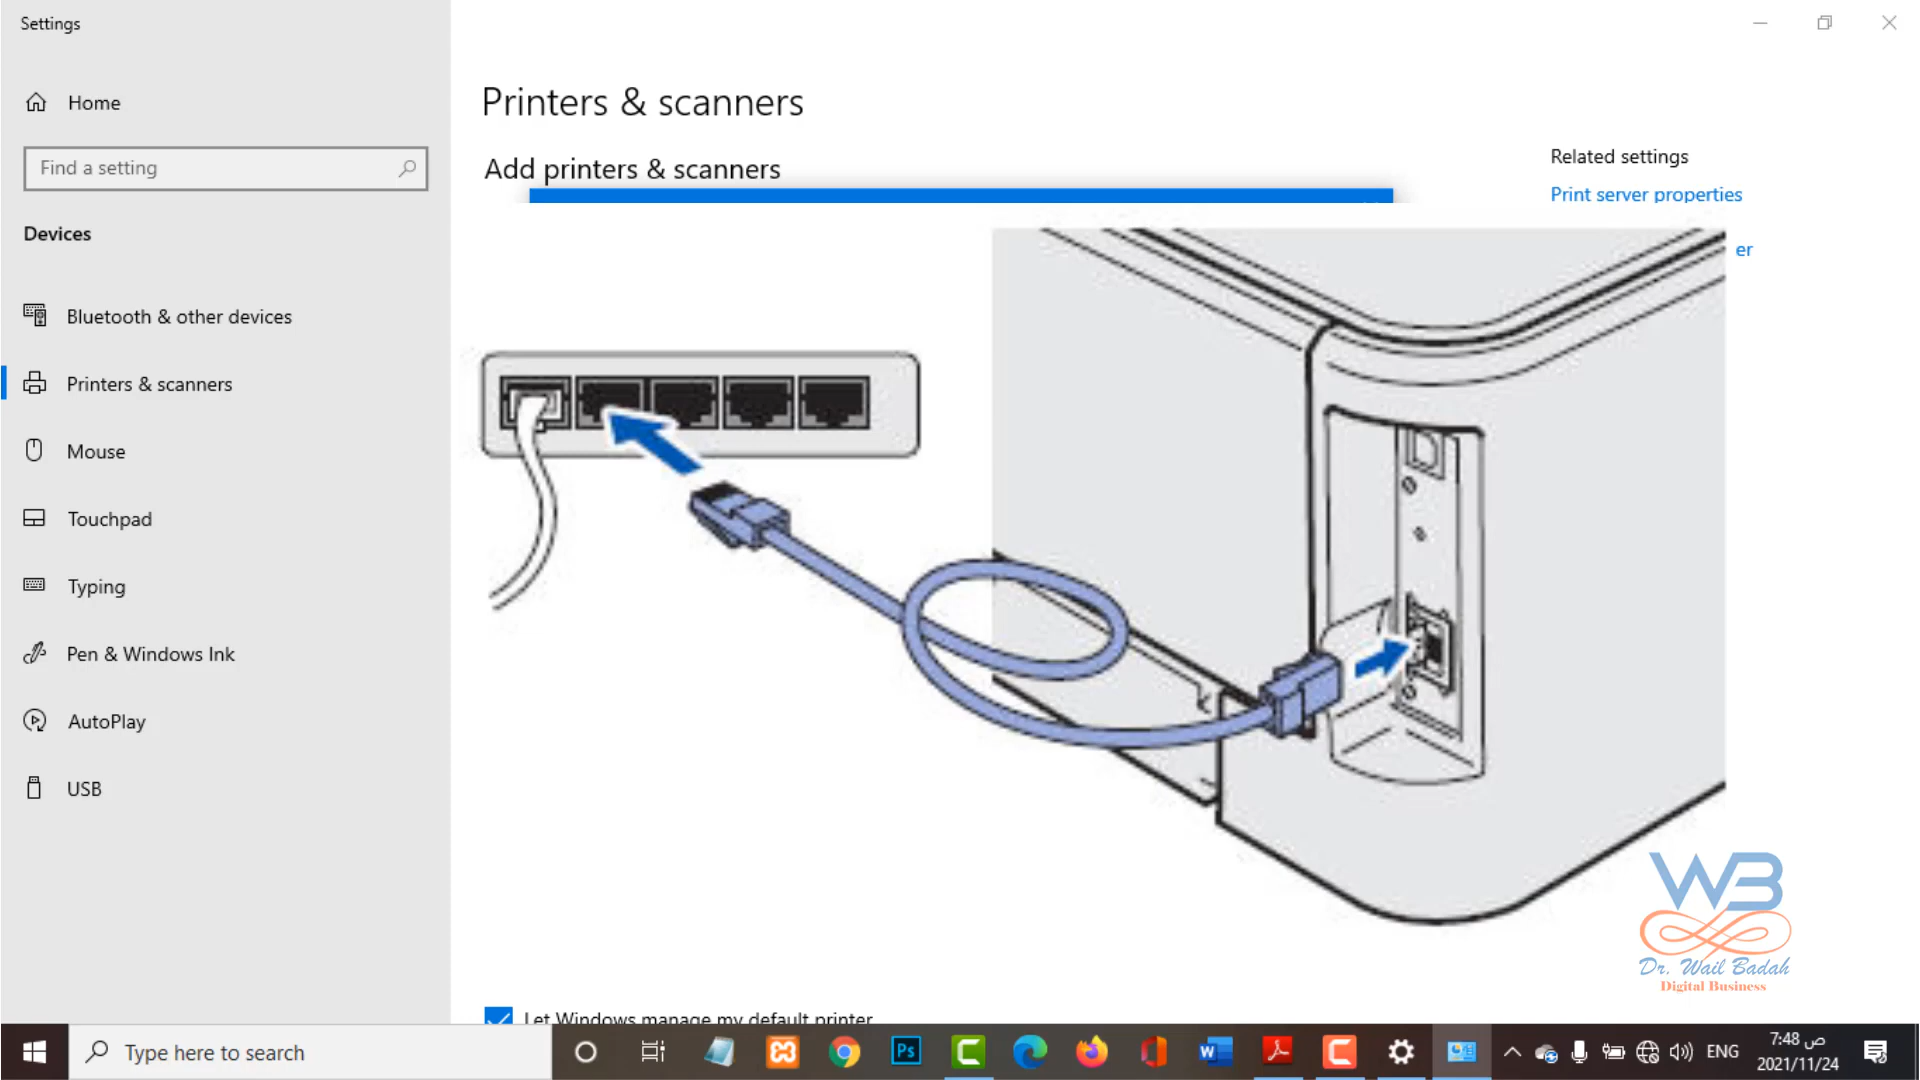 Settings
Home
Find a setting
Devices
Bluetooth & other devices
Printers & scanners
Mouse
Touchpad
Typing
Pen & Windows Ink
AutoPlay
USB
Printers & scanners
Add printers & scanners
Related settings
Print server properties
er
Let Windows manage my default printer
WB
Dr. Wail Badah
Digital Business
Type here to search
Ps
ENG
7:48 ص
2021/11/24